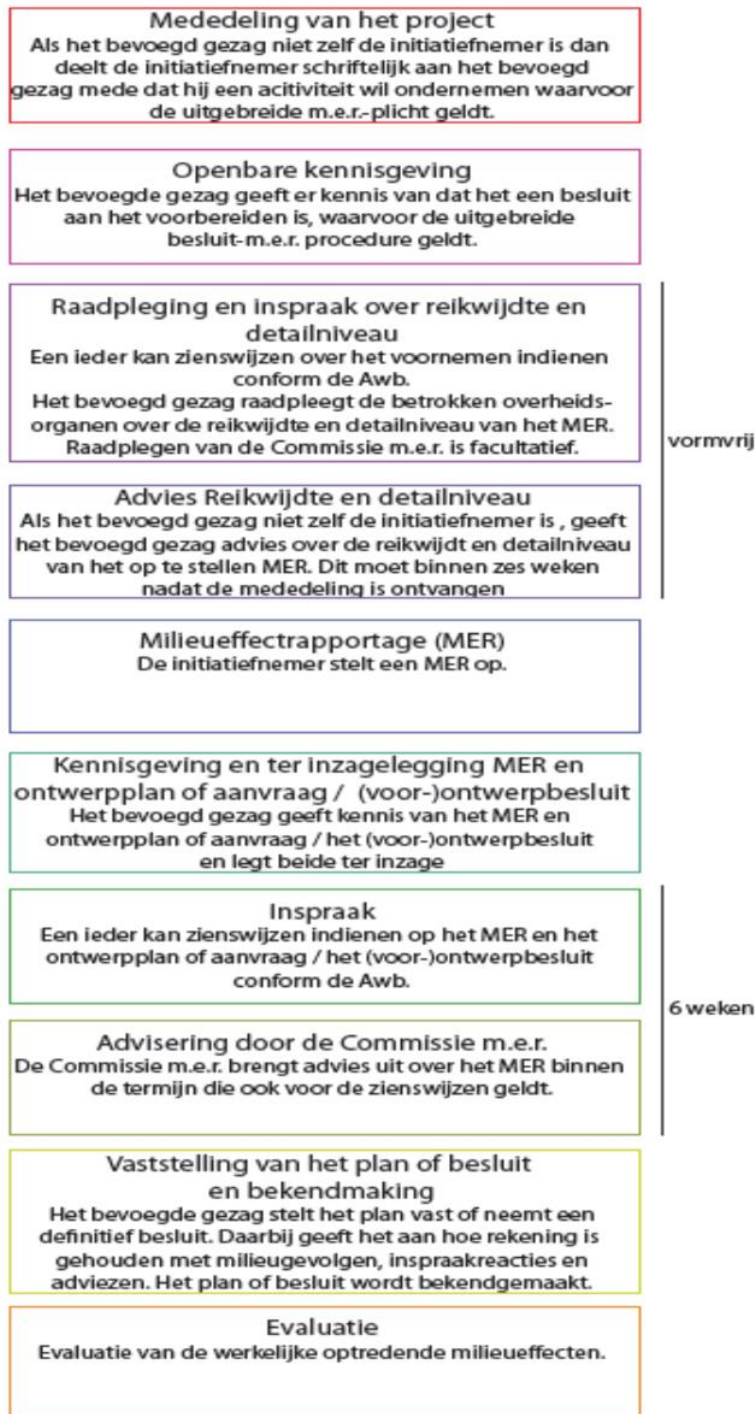 Mededeling van het project
Als het bevoegd gezag niet zelf de initiatiefnemer is dan
deelt de initiatiefnemer schriftelijk aan het bevoegd
gezag mede dat hij een acitiviteit wil ondernemen waarvoor
de uitgebreide m.e.r.-plicht geldt.
Openbare kennisgeving
Het bevoegde gezag geeft er kennis van dat het een besluit
aan het voorbereiden is, waarvoor de uitgebreide
besluit-m.e.r. procedure geldt.
Raadpleging en inspraak over reikwijdte en
detailniveau
Een ieder kan zienswijzen over het voornemen indienen
conform de Awb.
Het bevoegd gezag raadpleegt de betrokken overheids-
organen over de reikwijdte en detailniveau van het MER.
Raadplegen van de Commissie m.e.r. is facultatief.
vormvrij
Advies Reikwijdte en detailniveau
Als het bevoegd gezag niet zelf de initiatiefnemer is , geeft
het bevoegd gezag advies over de reikwijdt en detailniveau
van het op te stellen MER. Dit moet binnen zes weken
nadat de mededeling is ontvangen
Milieueffectrapportage (MER)
De initiatiefnemer stelt een MER op.
Kennisgeving en ter inzagelegging MER en
ontwerpplan of aanvraag / (voor-)ontwerpbesluit
Het bevoegd gezag geeft kennis van het MER en
ontwerpplan of aanvraag / het (voor-)ontwerpbesluit
en legt beide ter inzage
Inspraak
Een ieder kan zienswijzen indienen op het MER en het
ontwerpplan of aanvraag / het (voor-)ontwerpbesluit
conform de Awb.
6 weken
Advisering door de Commissie m.e.r.
De Commissie m.e.r. brengt advies uit over het MER binnen
de termijn die ook voor de zienswijzen geldt.
Vaststelling van het plan of besluit
en bekendmaking
Het bevoegde gezag stelt het plan vast of neemt een
definitief besluit. Daarbij geeft het aan hoe rekening is
gehouden met milieugevolgen, inspraakreacties en
adviezen. Het plan of besluit wordt bekendgemaakt.
Evaluatie
Evaluatie van de werkelijke optredende milieueffecten.